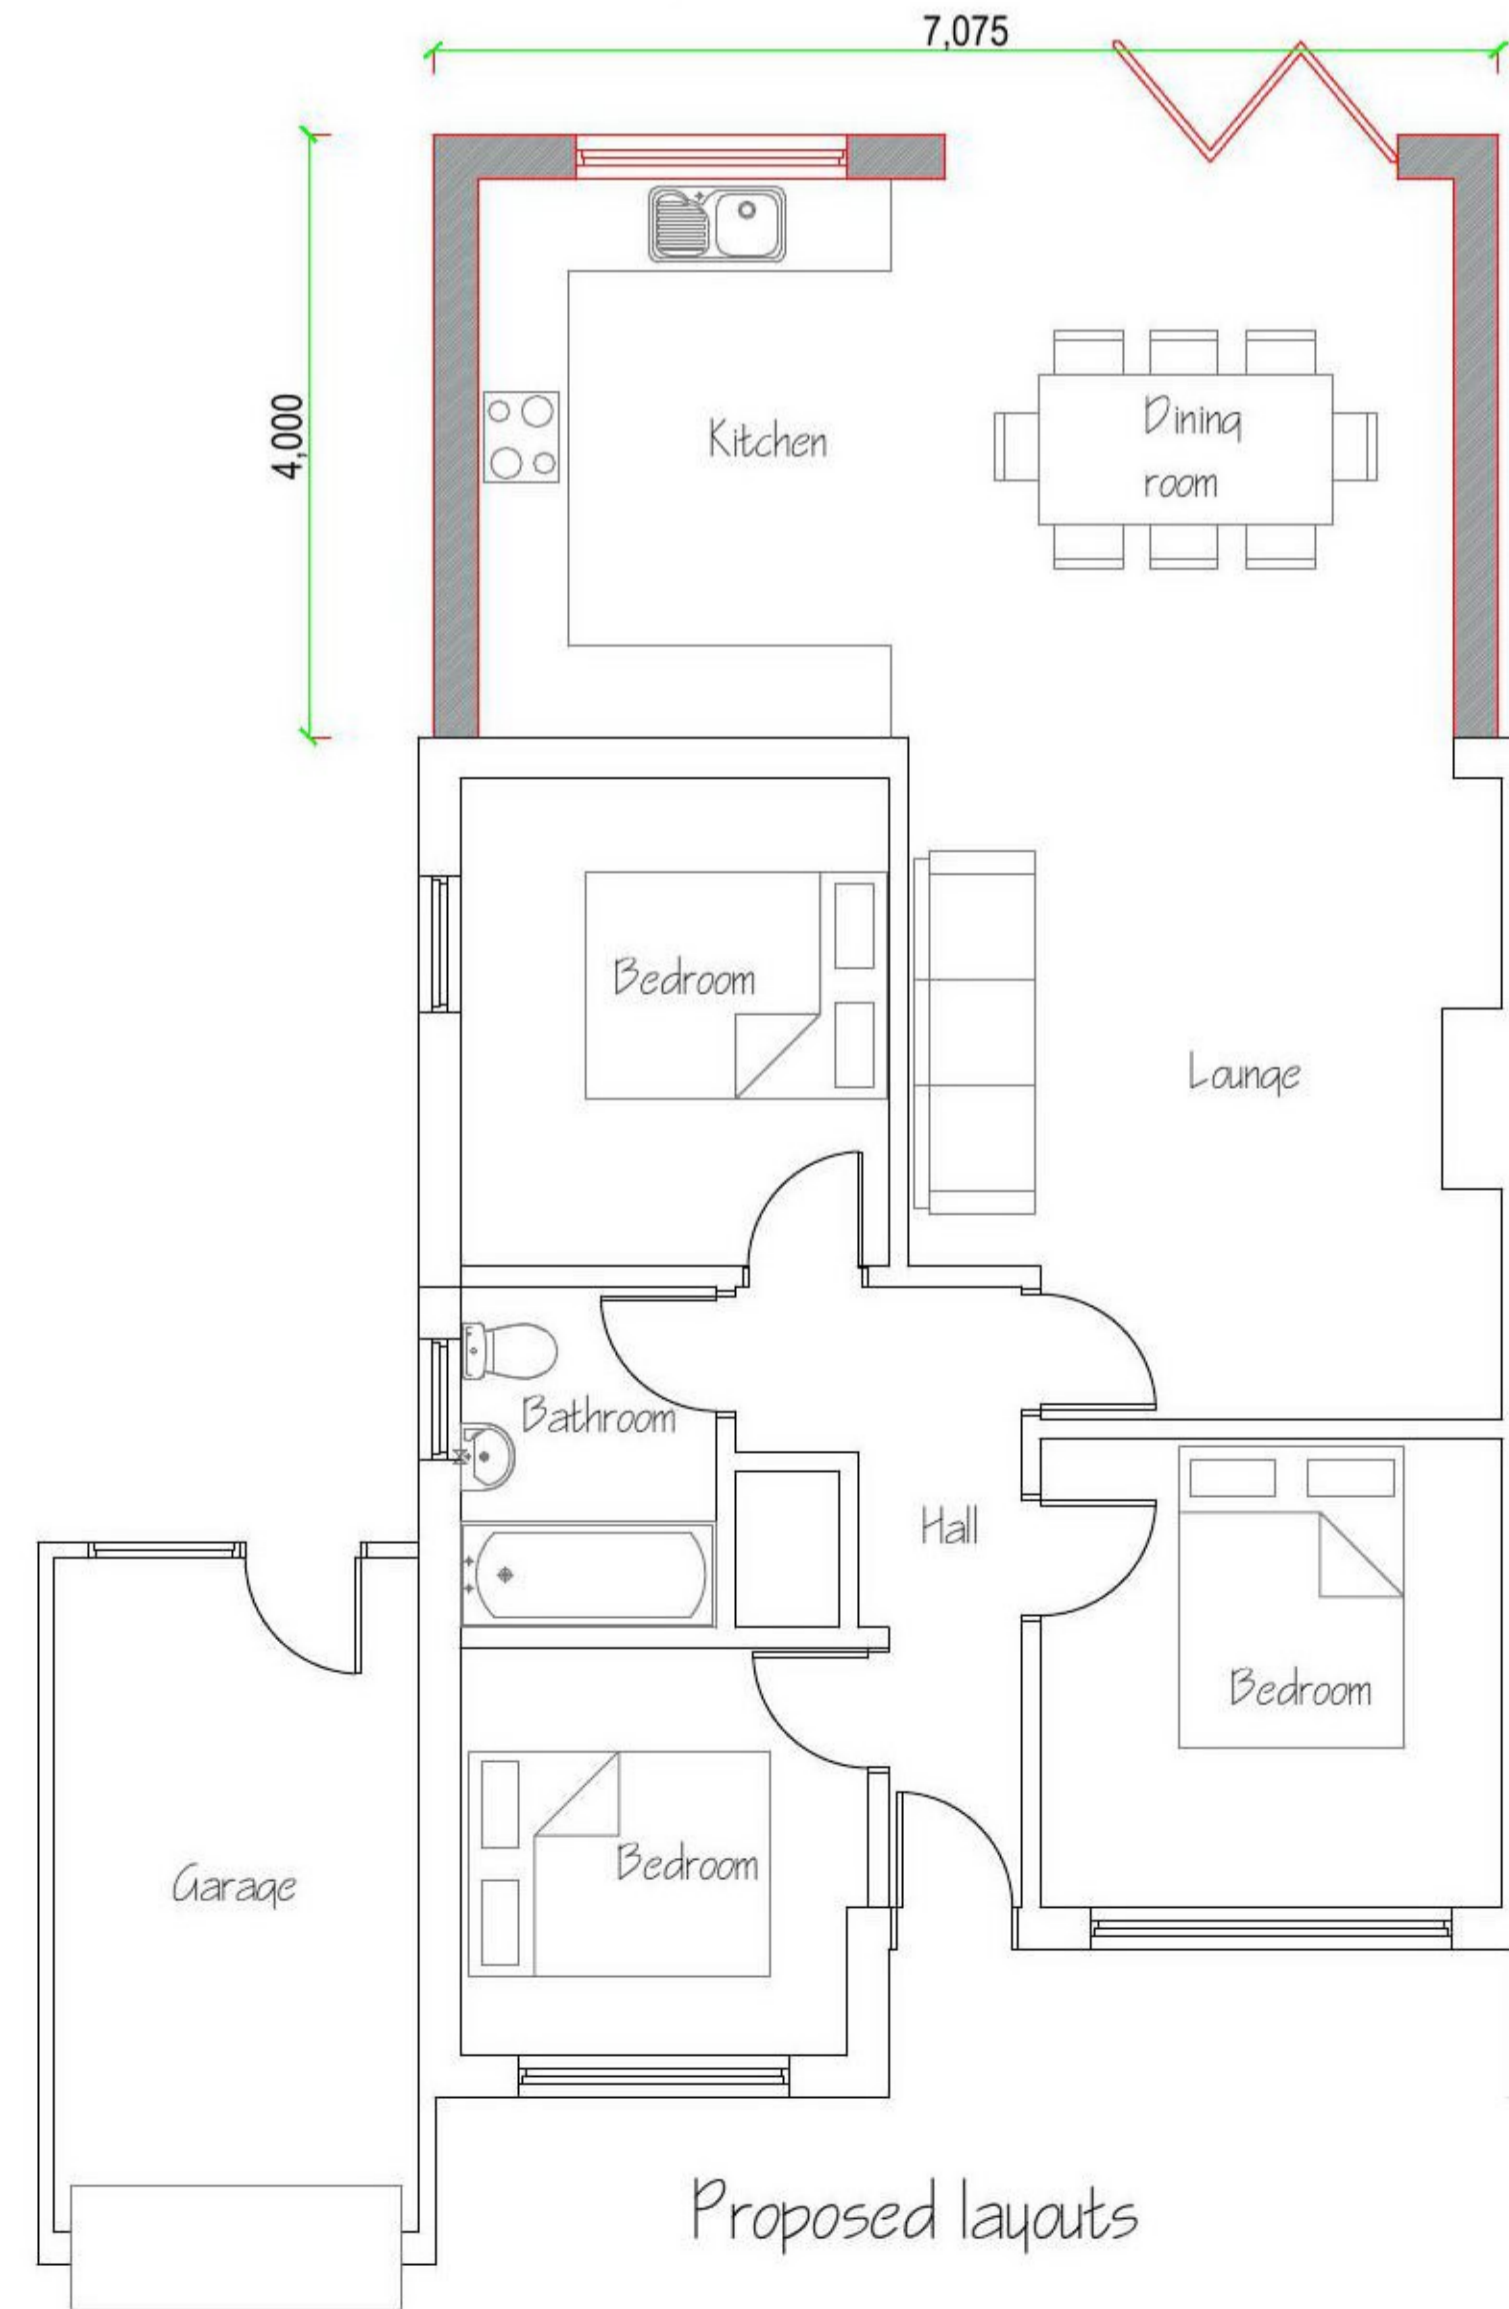 7,075
4,000
Kitchen
Dining
room
Bedroom
Lounge
Bathroom
Hall
Bedroom
Bedroom
Garage
Proposed layouts